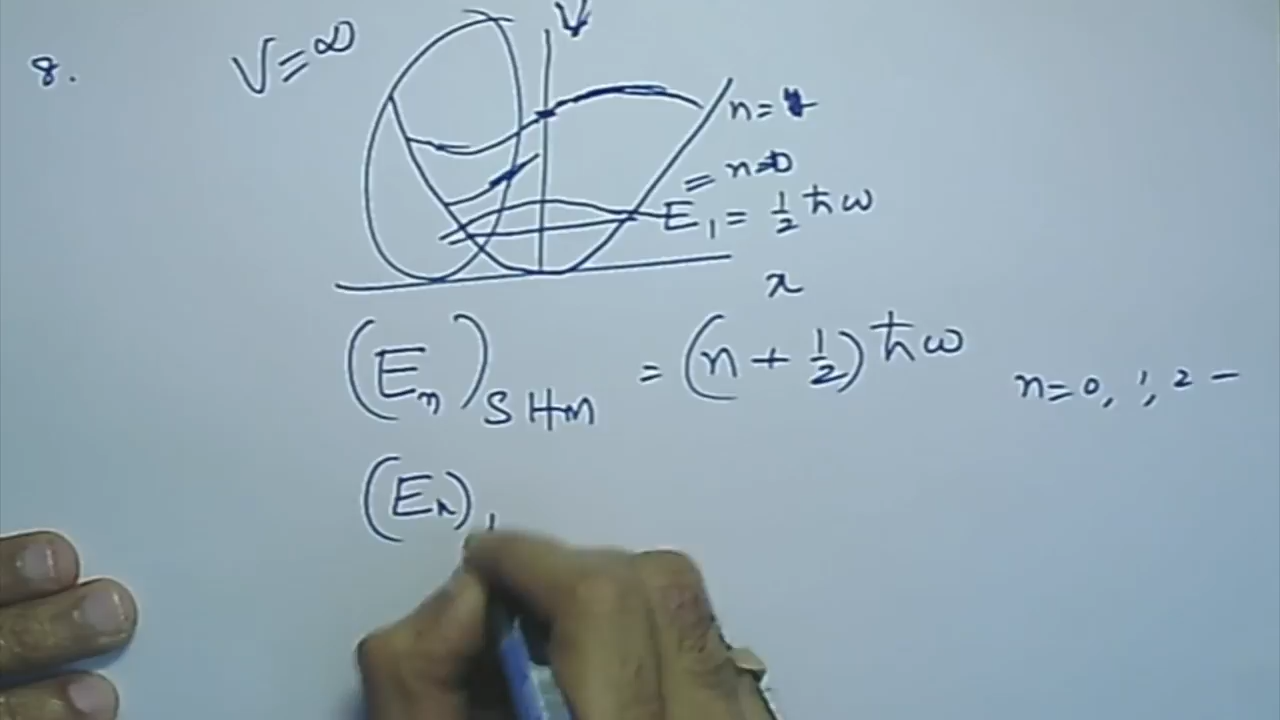 8.
V=∞
ψ
n=
= n=0
E₁ = ½ ħω
x
(Eₙ)SHM = (n + ½) ħω n=0, 1, 2 –
(Eₙ)